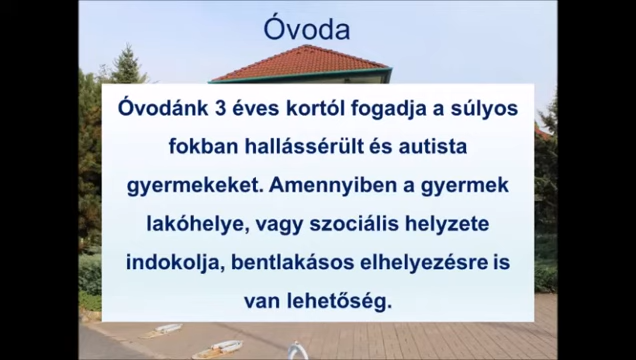 Óvoda
Óvodánk 3 éves kortól fogadja a súlyos
fokban hallássérült és autista
gyermekeket. Amennyiben a gyermek
lakóhelye, vagy szociális helyzete
indokolja, bentlakásos elhelyezésre is
van lehetőség.